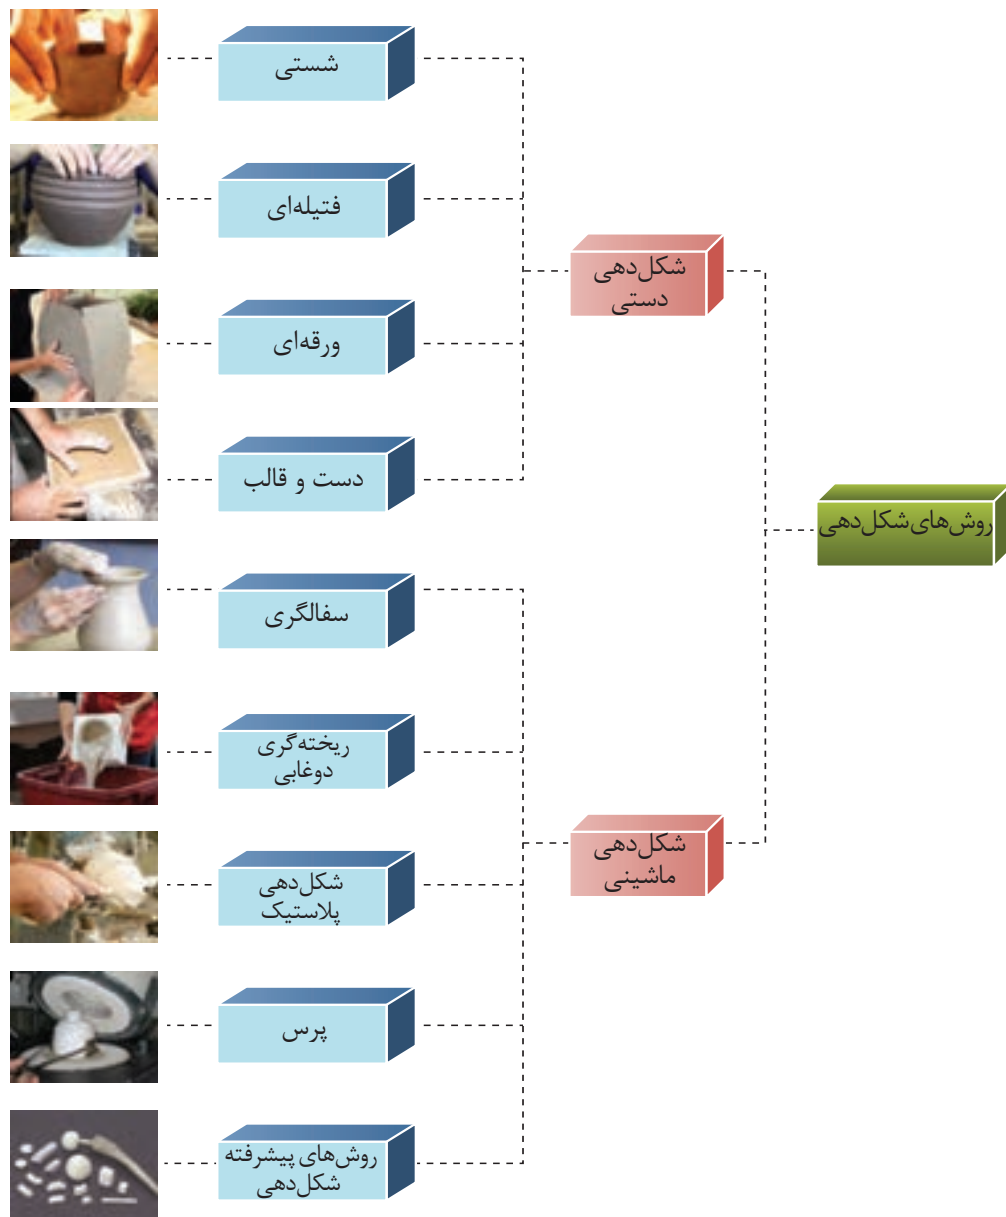 روش‌های شکل‌دهی
شکل‌دهی
دستی
شستی
فتیله‌ای
ورقه‌ای
دست و قالب
شکل‌دهی
ماشینی
سفالگری
ریخته‌گری
دوغابی
شکل‌دهی
پلاستیک
پرس
روش‌های پیشرفته
شکل‌دهی